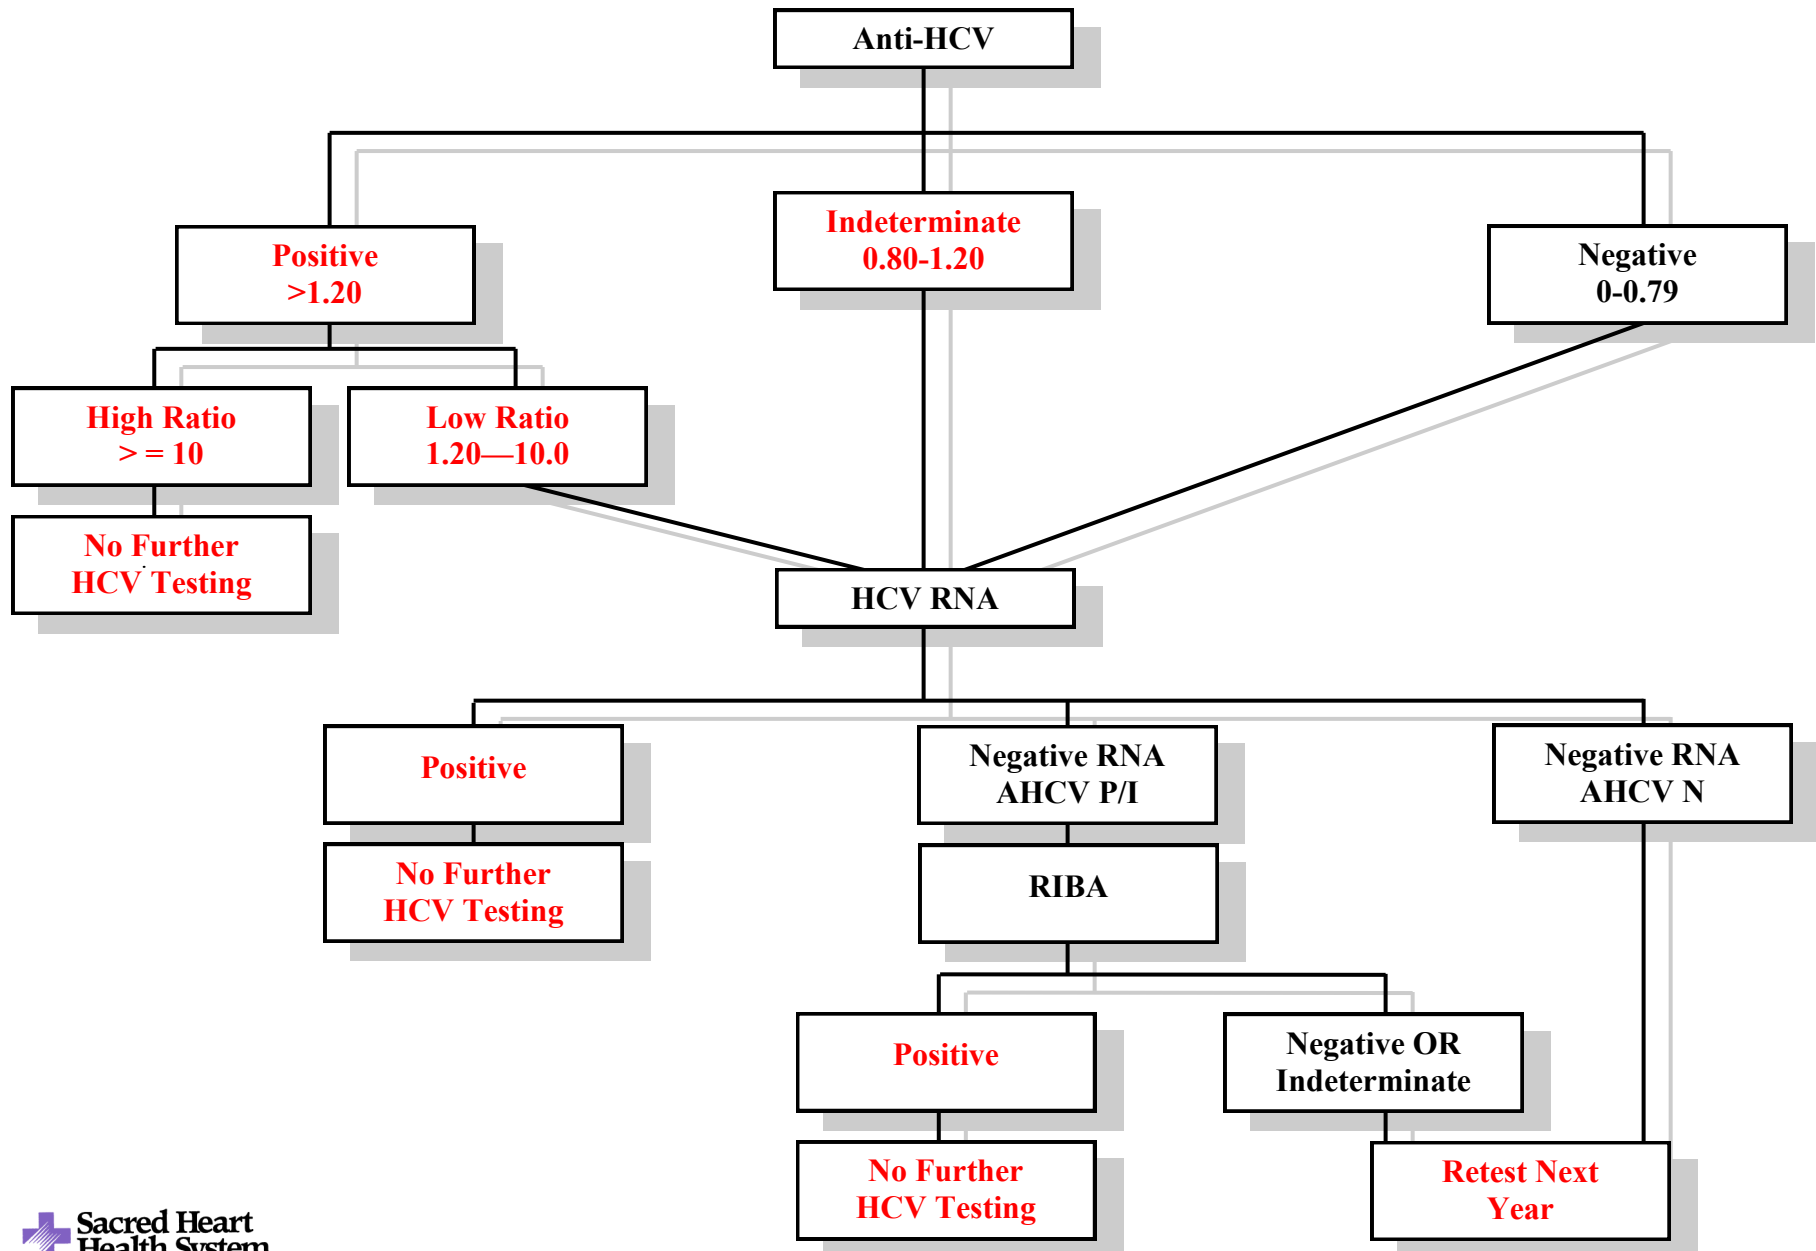 Anti-HCV
Indeterminate
0.80-1.20
Positive
>1.20
Negative
0-0.79
High Ratio
> = 10
Low Ratio
1.20—10.0
No Further
HCV Testing
HCV RNA
Positive
Negative RNA
AHCV P/I
Negative RNA
AHCV N
No Further
HCV Testing
RIBA
Positive
Negative OR
Indeterminate
No Further
HCV Testing
Retest Next
Year
Sacred Heart
Health System